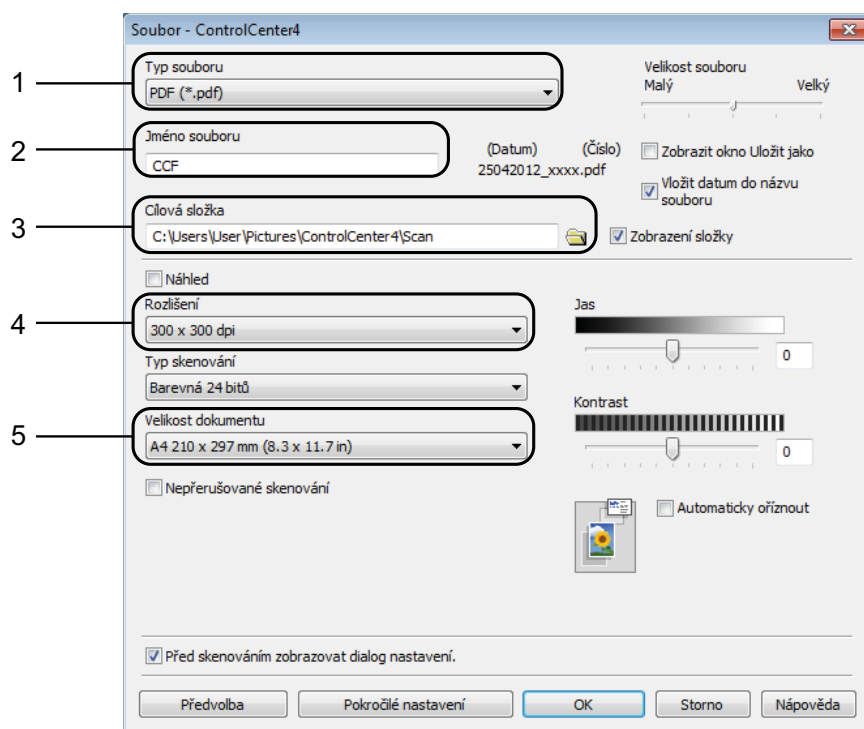 Soubor - ControlCenter4
1
Typ souboru
PDF (*.pdf)
Velikost souboru
Malý Velký
2
Jméno souboru
CCF
(Datum) (Číslo)
25042012_xxxx.pdf
Zobrazit okno Uložit jako
Vložit datum do názvu
souboru
3
Cílová složka
C:\Users\User\Pictures\ControlCenter4\Scan
Zobrazení složky
Náhled
4
Rozlišení
300 x 300 dpi
Typ skenování
Barevná 24 bitů
5
Velikost dokumentu
A4 210 x 297 mm (8.3 x 11.7 in)
Nepřerušované skenování
Jas
0
Kontrast
0
Automaticky oříznout
Před skenováním zobrazovat dialog nastavení.
Předvolba Pokročilé nastavení OK Storno Nápověda